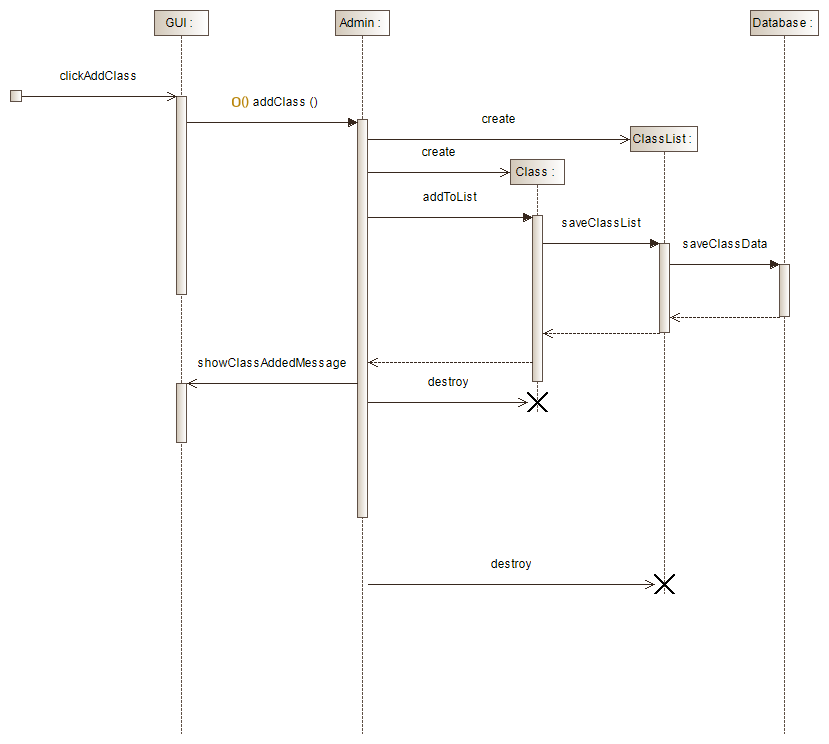 GUI :
Admin :
Database :
clickAddClass
O() addClass ()
create
ClassList :
create
Class :
addToList
saveClassList
saveClassData
showClassAddedMessage
destroy
destroy